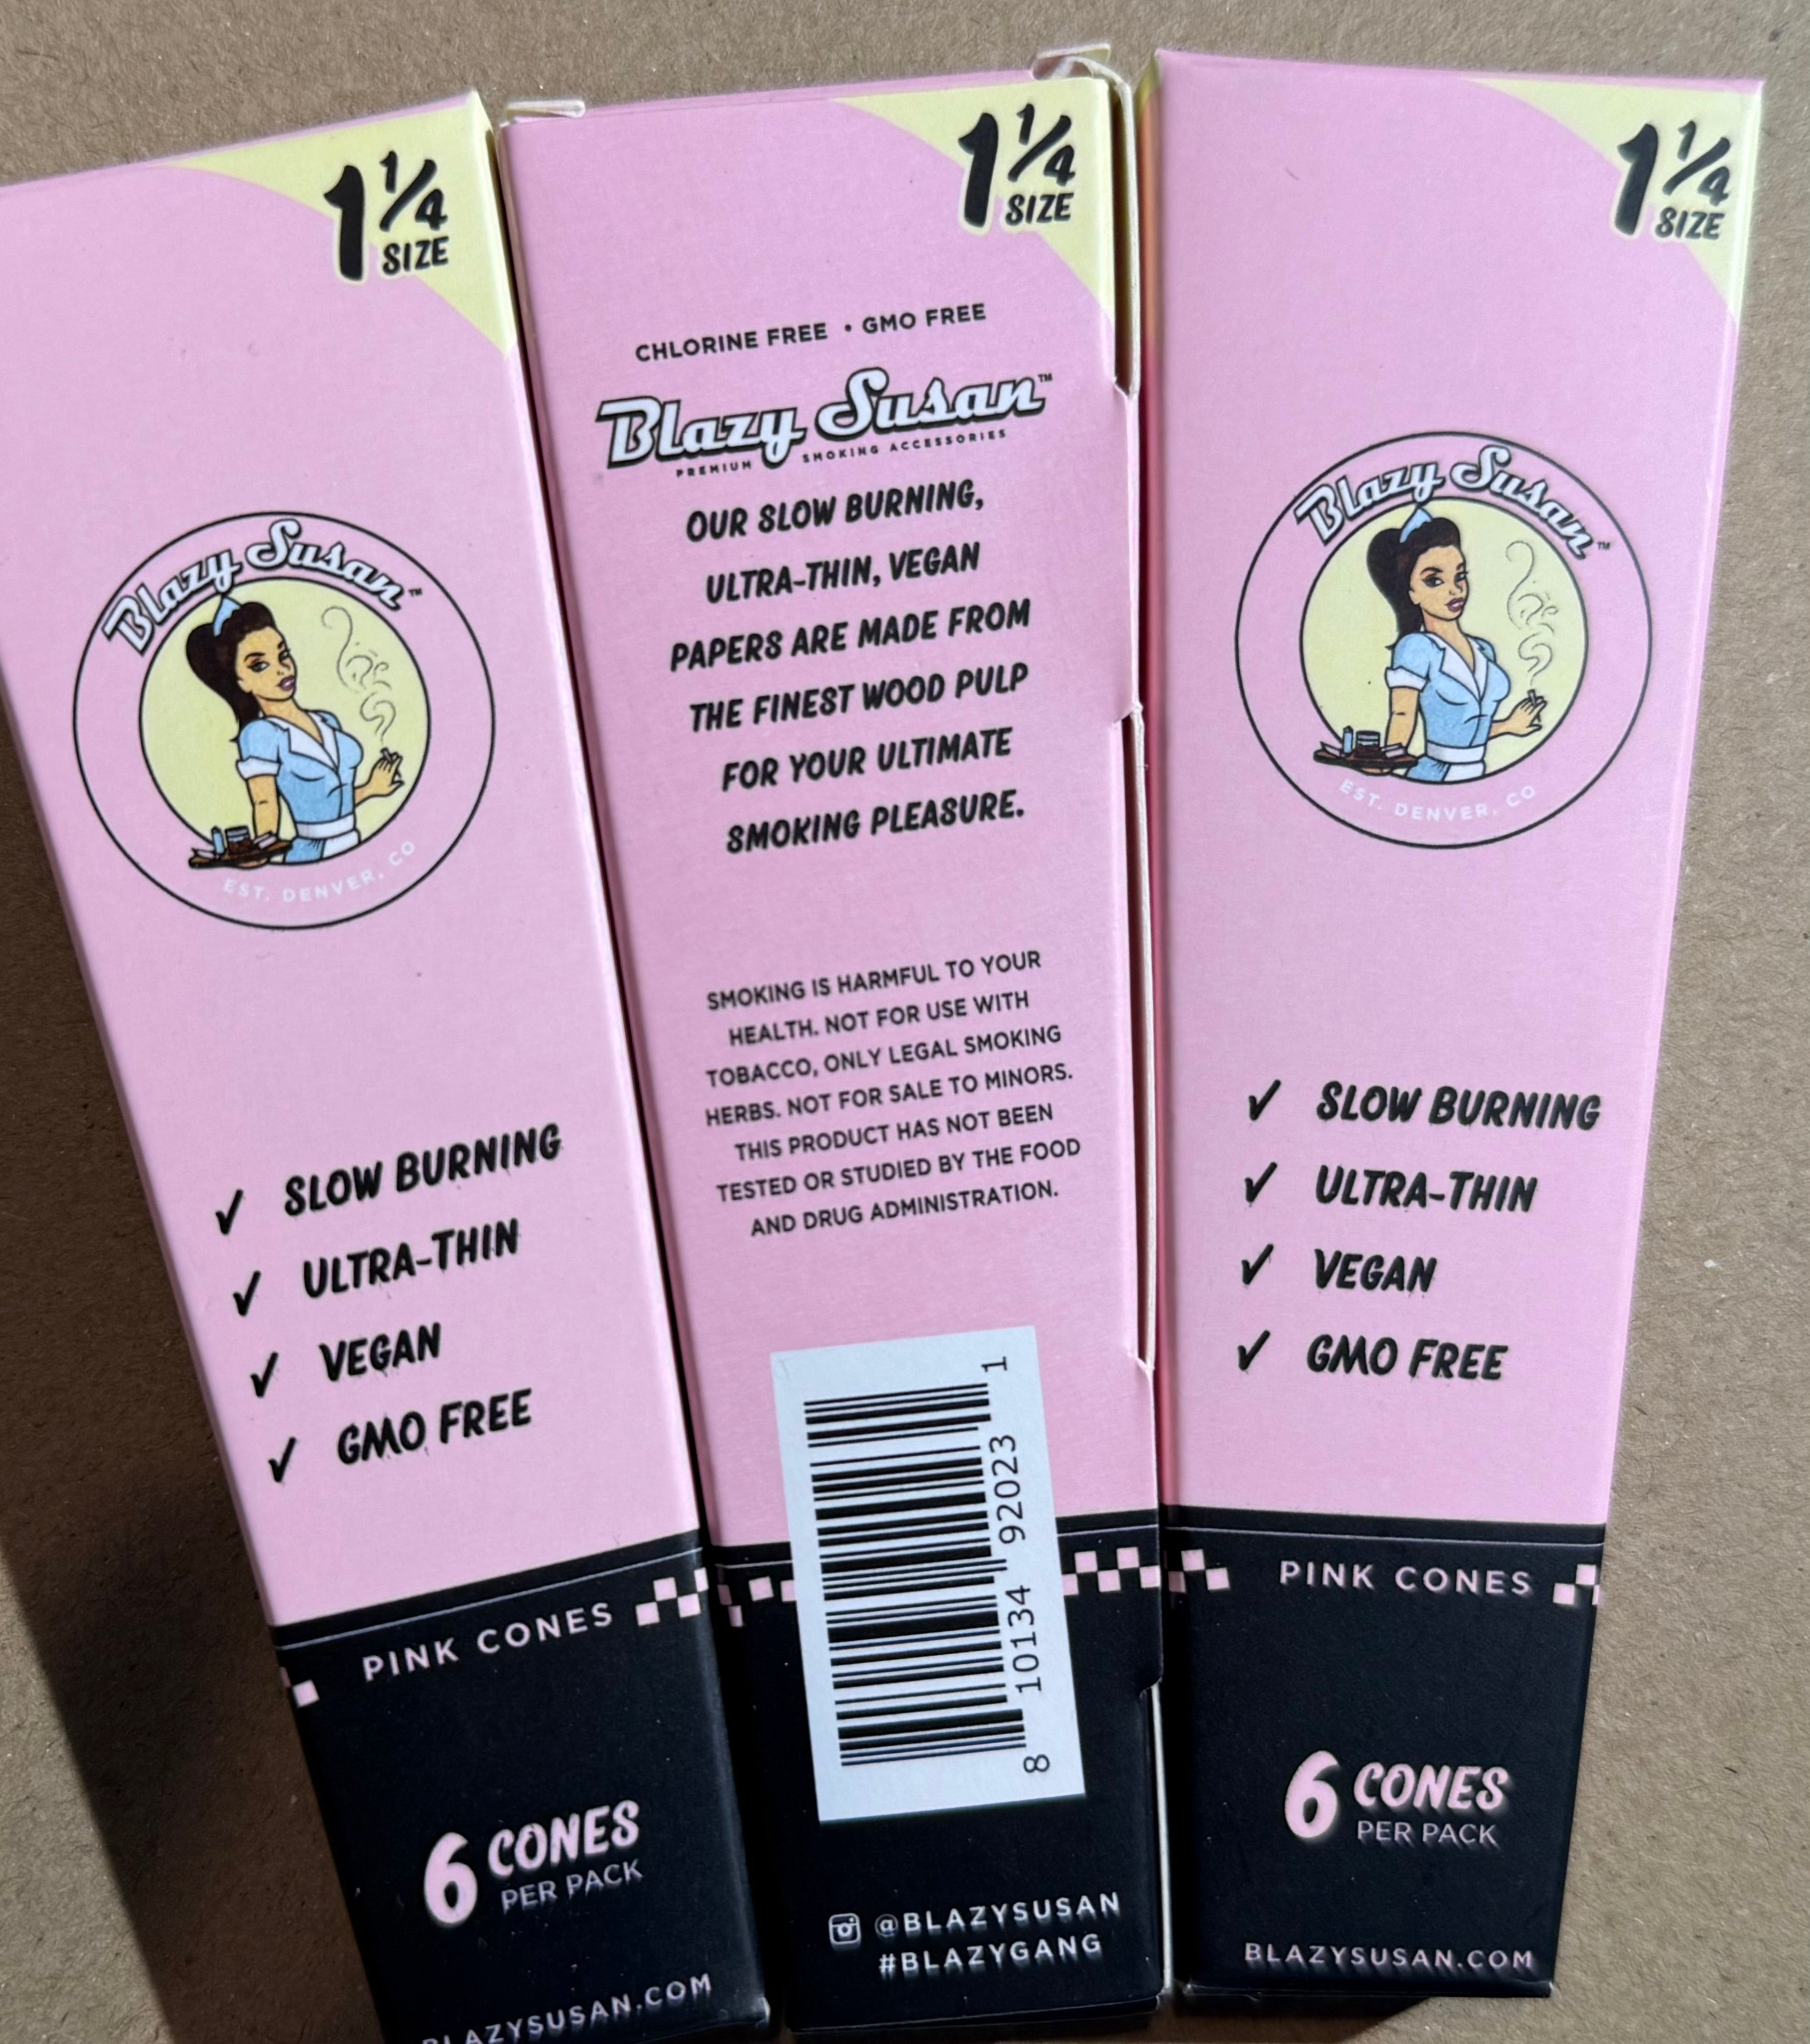 1 1/4
SIZE
Blazy Susan™
EST. DENVER, CO
✓ SLOW BURNING
✓ ULTRA-THIN
✓ VEGAN
✓ GMO FREE
PINK CONES
6 CONES
PER PACK
BLAZYSUSAN.COM
1 1/4
SIZE
CHLORINE FREE • GMO FREE
Blazy Susan™
PREMIUM SMOKING ACCESSORIES
OUR SLOW BURNING,
ULTRA-THIN, VEGAN
PAPERS ARE MADE FROM
THE FINEST WOOD PULP
FOR YOUR ULTIMATE
SMOKING PLEASURE.
SMOKING IS HARMFUL TO YOUR
HEALTH. NOT FOR USE WITH
TOBACCO, ONLY LEGAL SMOKING
HERBS. NOT FOR SALE TO MINORS.
THIS PRODUCT HAS NOT BEEN
TESTED OR STUDIED BY THE FOOD
AND DRUG ADMINISTRATION.
8 10134 92023 1
@BLAZYSUSAN
#BLAZYGANG
1 1/4
SIZE
Blazy Susan™
EST. DENVER, CO
✓ SLOW BURNING
✓ ULTRA-THIN
✓ VEGAN
✓ GMO FREE
PINK CONES
6 CONES
PER PACK
BLAZYSUSAN.COM